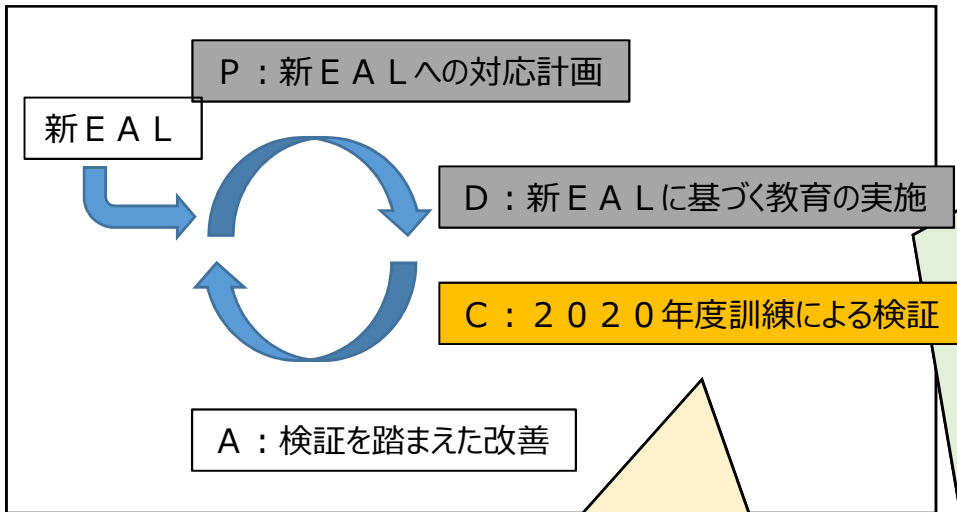 P：新ＥＡＬへの対応計画
新ＥＡＬ
D：新ＥＡＬに基づく教育の実施
C：２０２０年度訓練による検証
A：検証を踏まえた改善